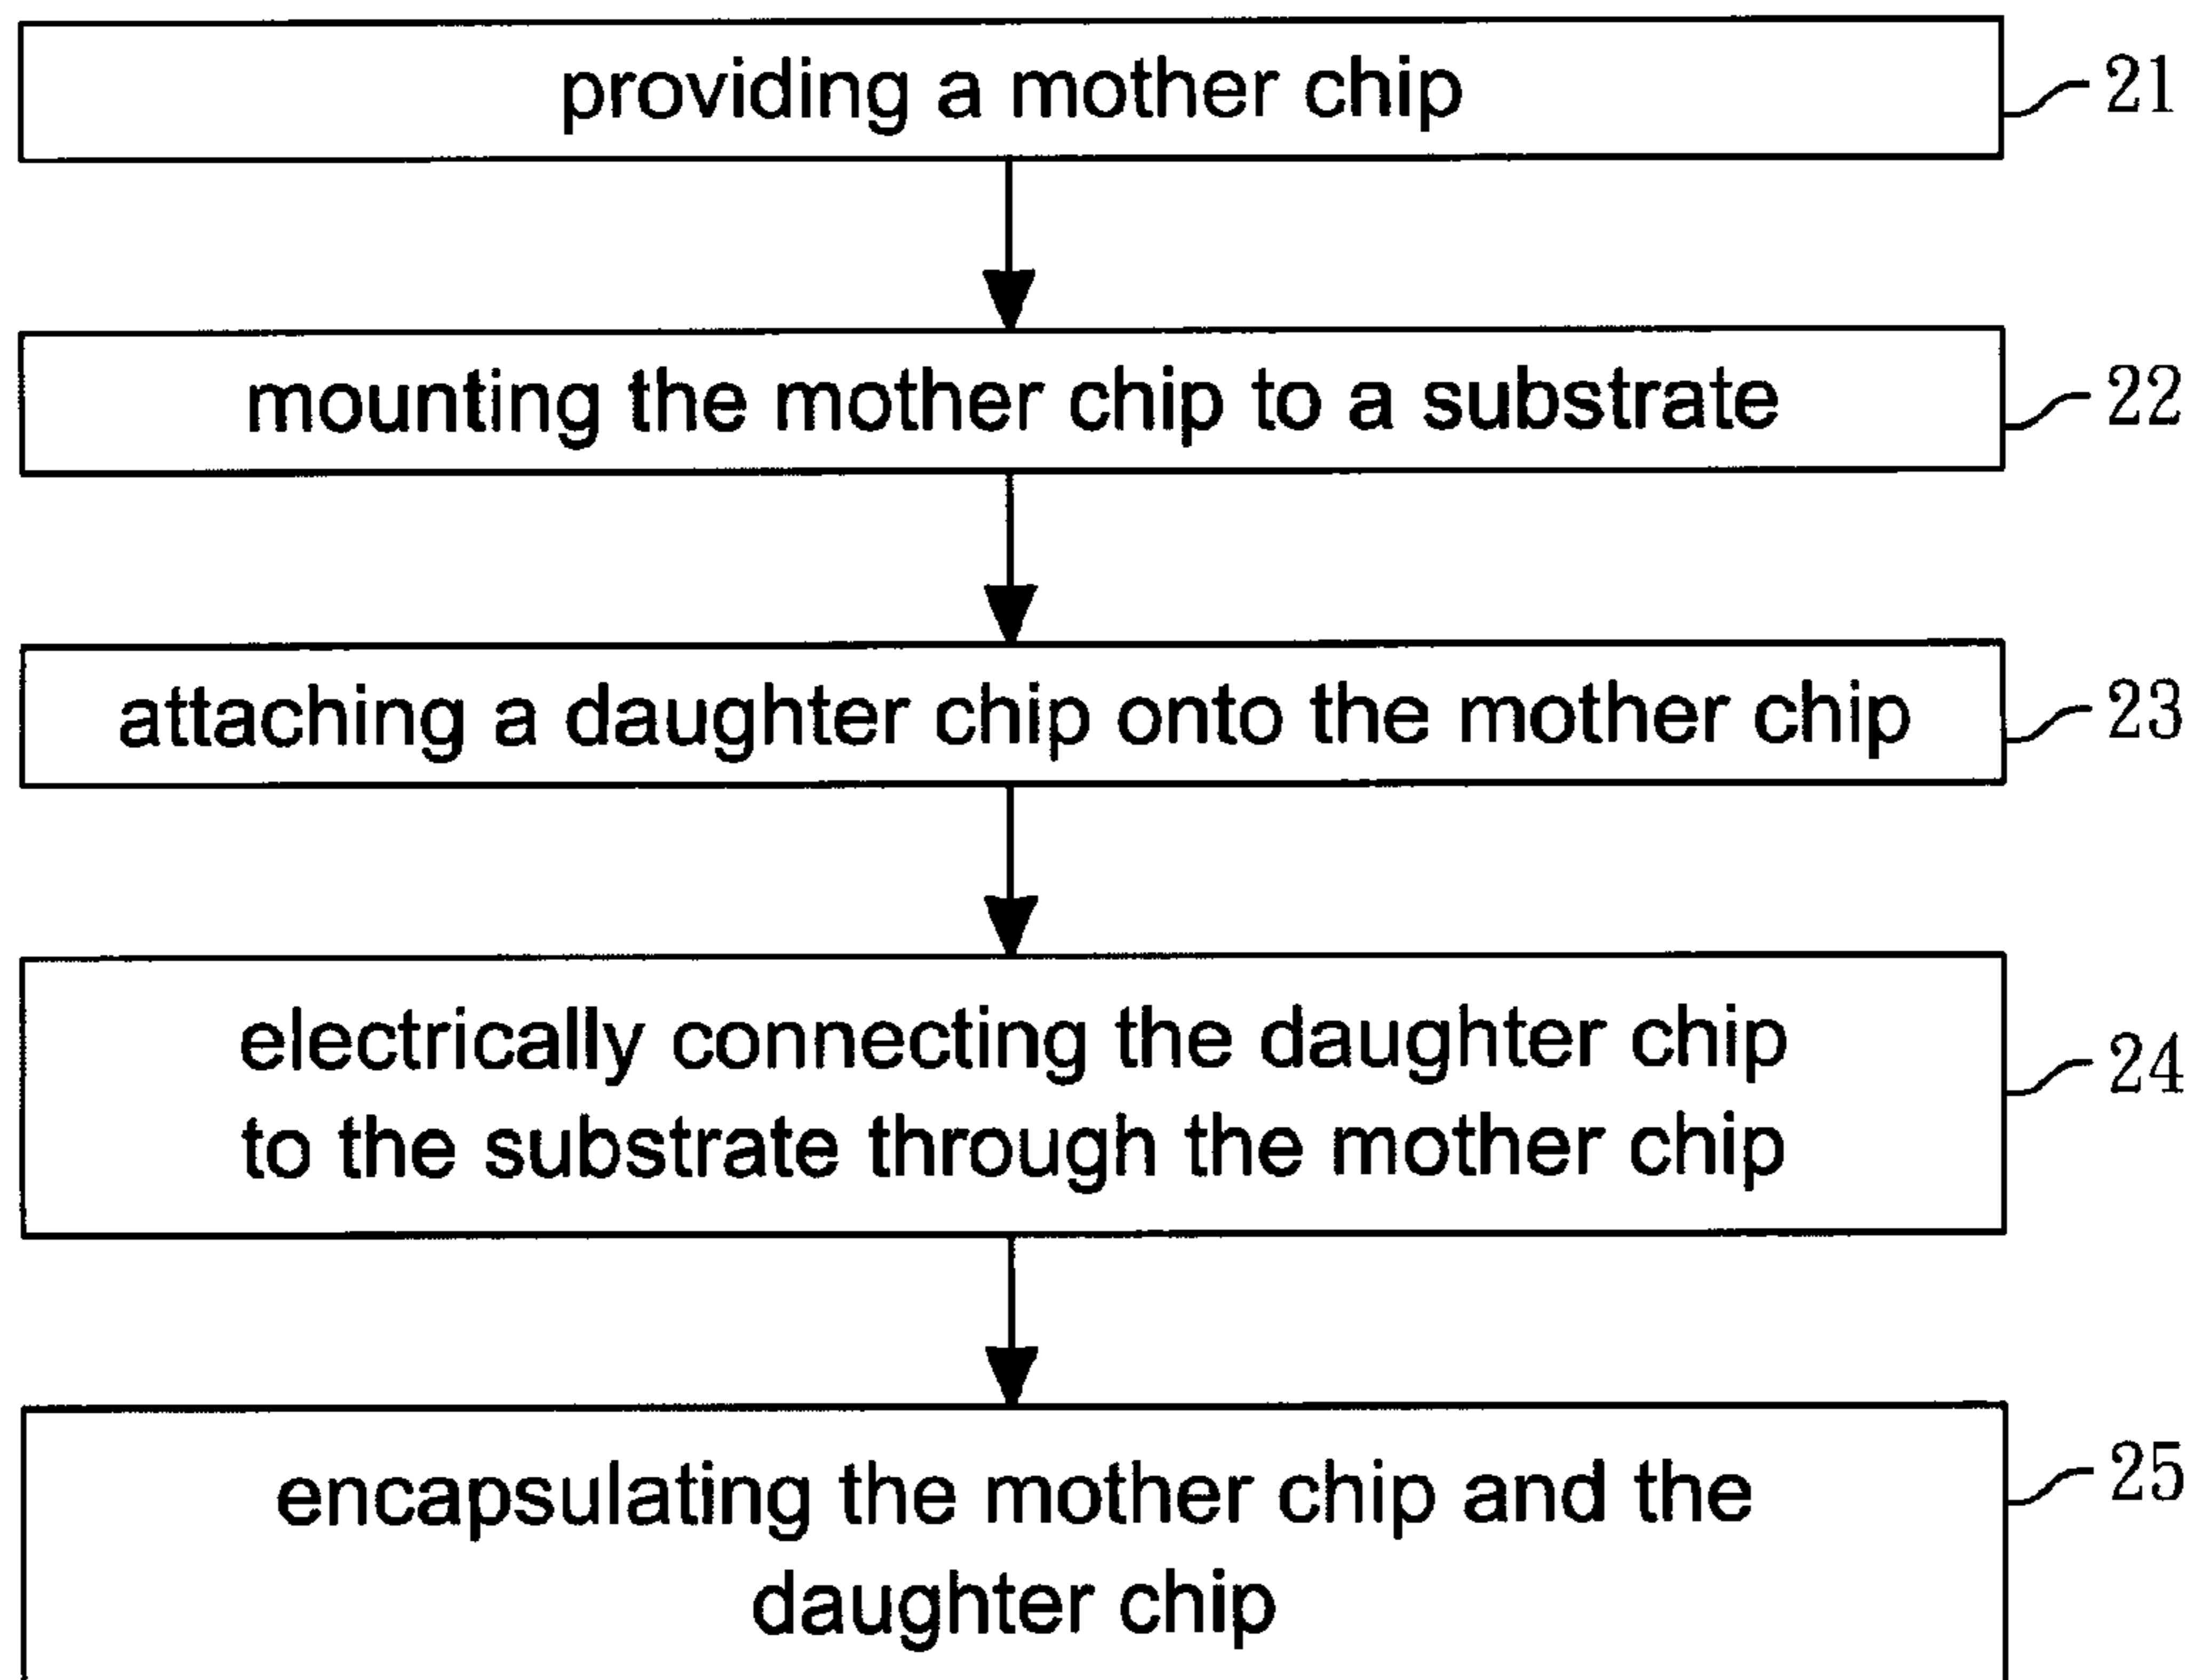 providing a mother chip
21
mounting the mother chip to a substrate
22
attaching a daughter chip onto the mother chip
23
electrically connecting the daughter chip
to the substrate through the mother chip
24
encapsulating the mother chip and the
daughter chip
25